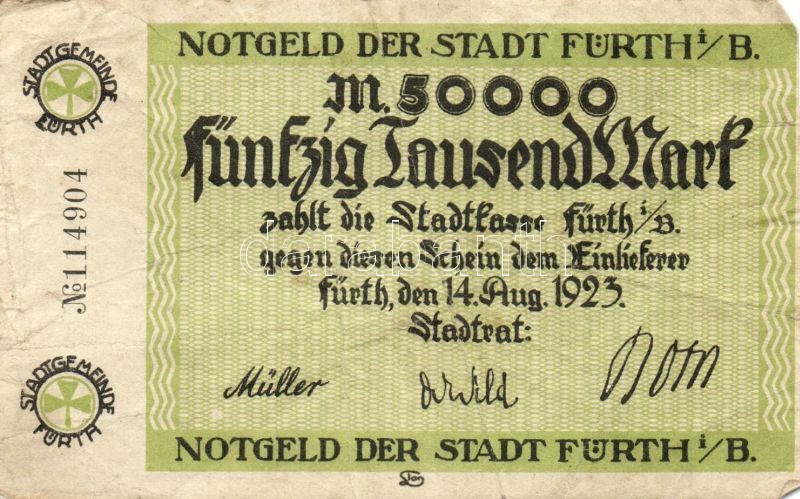 NOTGELD DER STADT FÜRTH i/B.
M. 50000
Fünfzig Tausend Mark
zahlt die Stadtkasse Fürth i/B.
gegen diesen Schein dem Einlieferer
Fürth, den 14. Aug. 1923.
Stadtrat:
Müller
NOTGELD DER STADT FÜRTH i/B.
STADTGEMEINDE
FÜRTH
№114904
STADTGEMEINDE
FÜRTH
darabanth